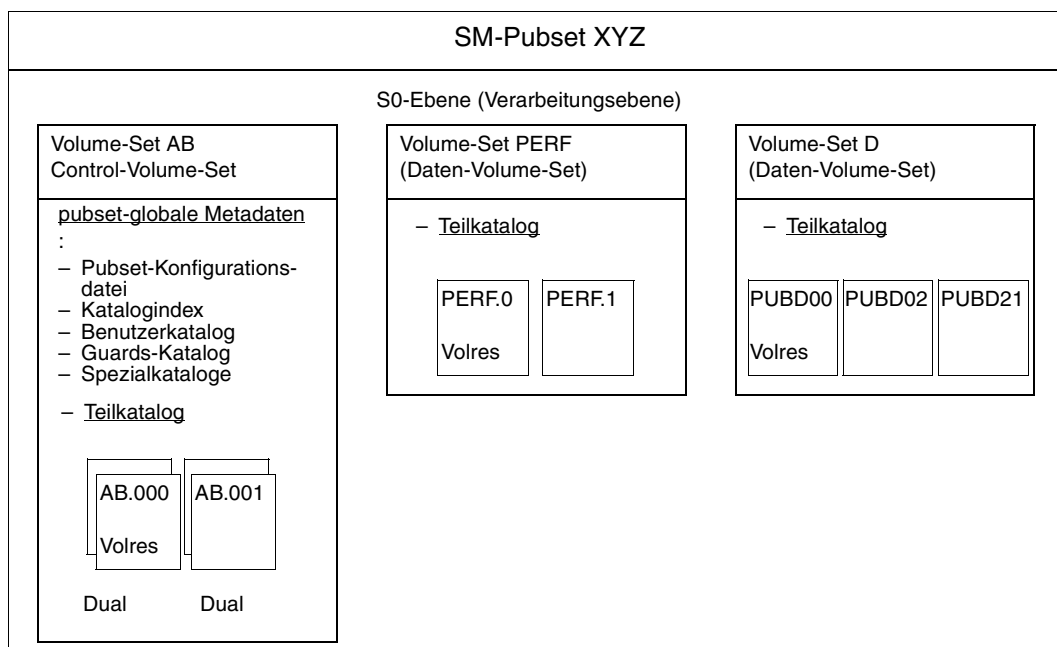 SM-Pubset XYZ
S0-Ebene (Verarbeitungsebene)
Volume-Set AB
Control-Volume-Set
pubset-globale Metadaten
:
– Pubset-Konfigurations-
datei
– Katalogindex
– Benutzerkatalog
– Guards-Katalog
– Spezialkataloge
– Teilkatalog
AB.000
Volres
AB.001
Dual
Dual
Volume-Set PERF
(Daten-Volume-Set)
– Teilkatalog
PERF.0
Volres
PERF.1
Volume-Set D
(Daten-Volume-Set)
– Teilkatalog
PUBD00
Volres
PUBD02
PUBD21